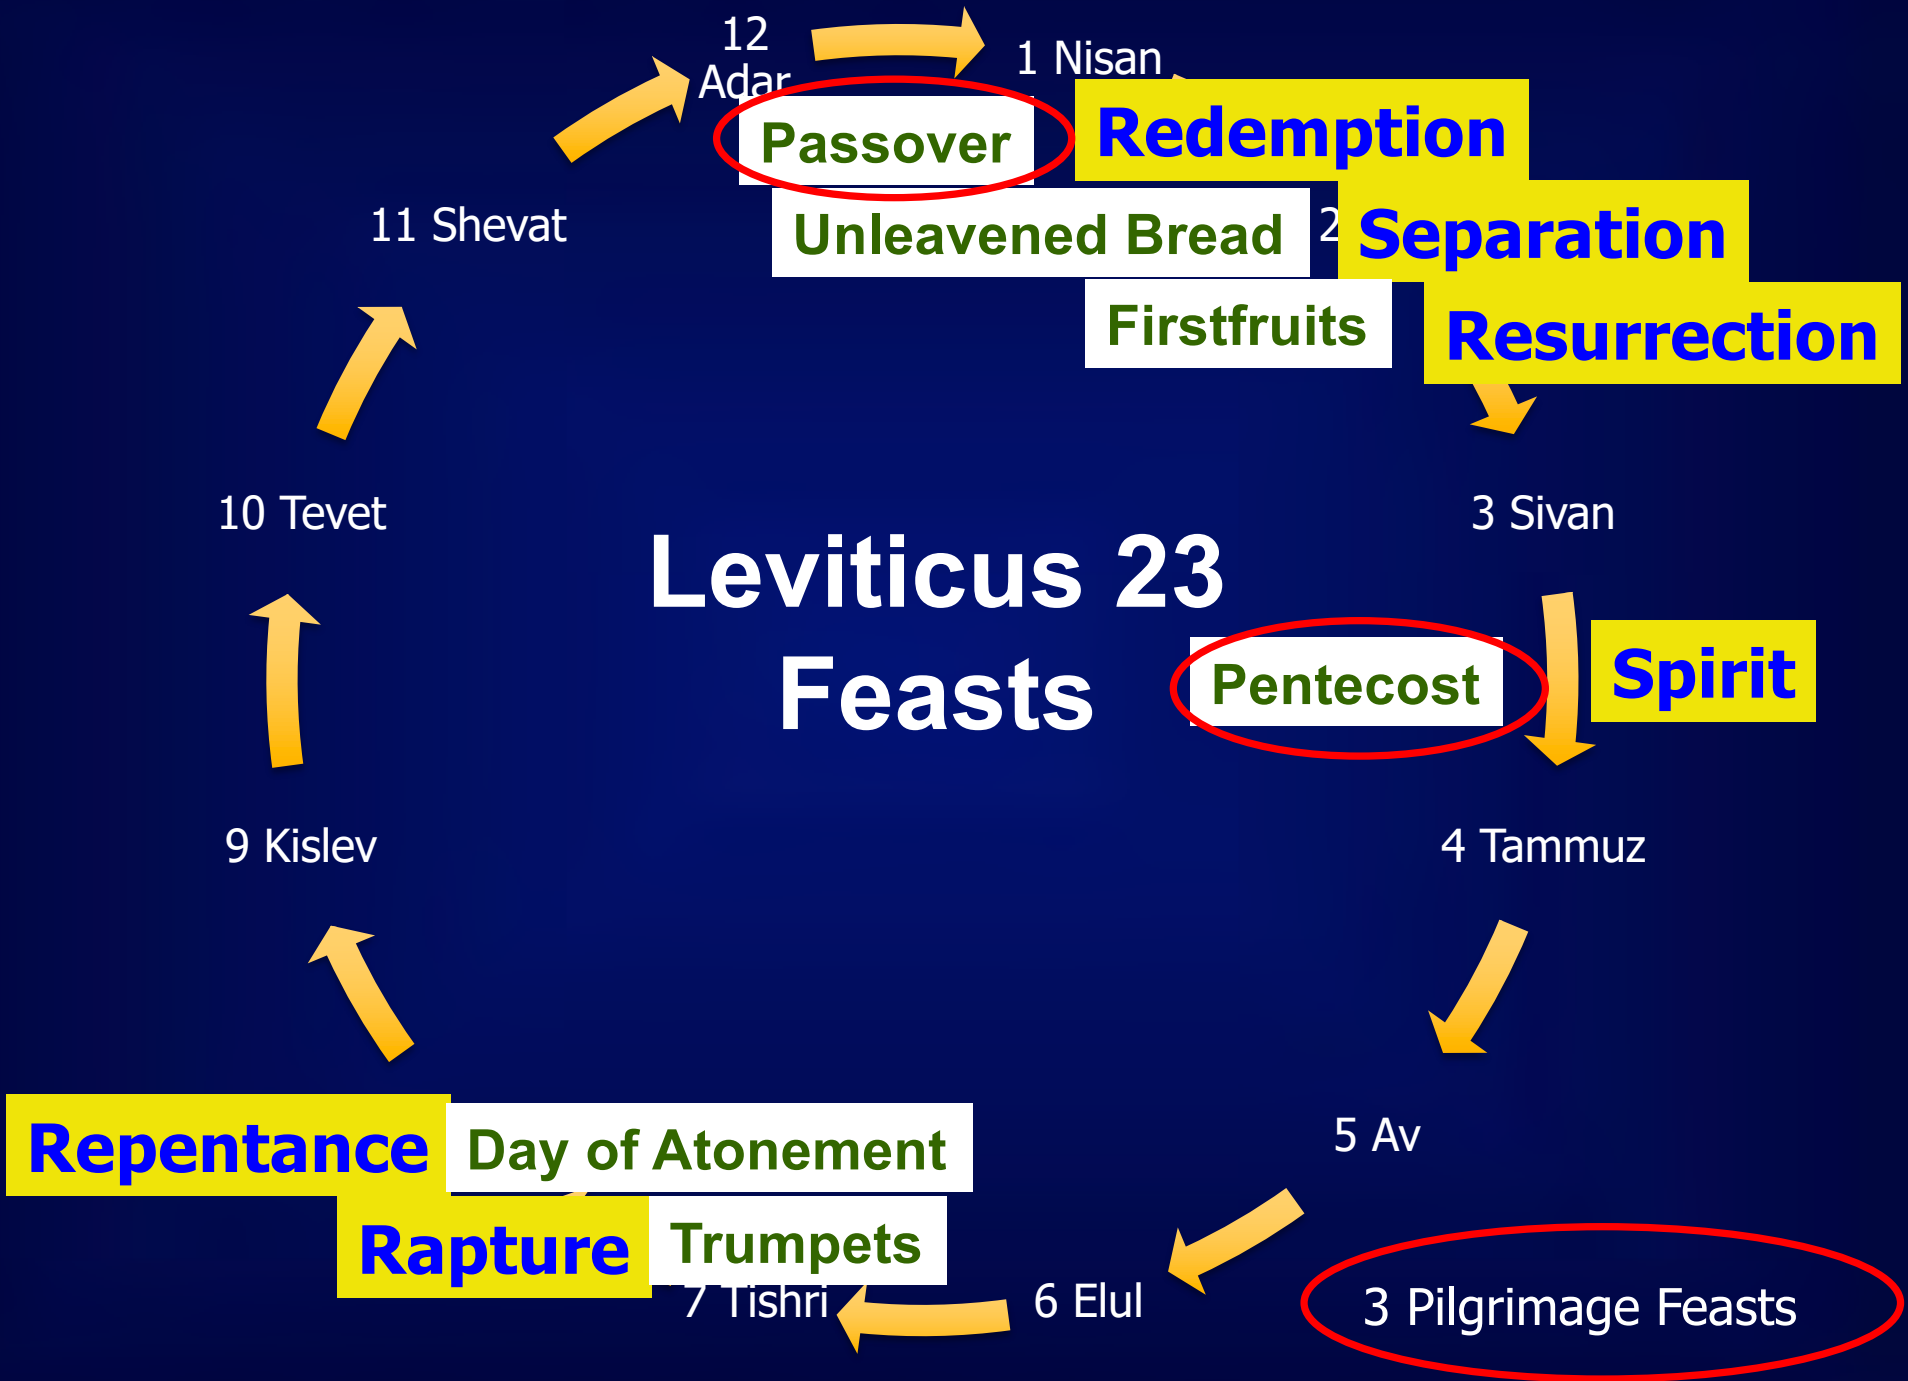 12
Adar
1 Nisan
Passover
Redemption
Unleavened Bread
2
Separation
Firstfruits
Resurrection
3 Sivan
Leviticus 23
Feasts
Pentecost
Spirit
4 Tammuz
5 Av
3 Pilgrimage Feasts
6 Elul
7 Tishri
Trumpets
Rapture
Day of Atonement
Repentance
9 Kislev
10 Tevet
11 Shevat